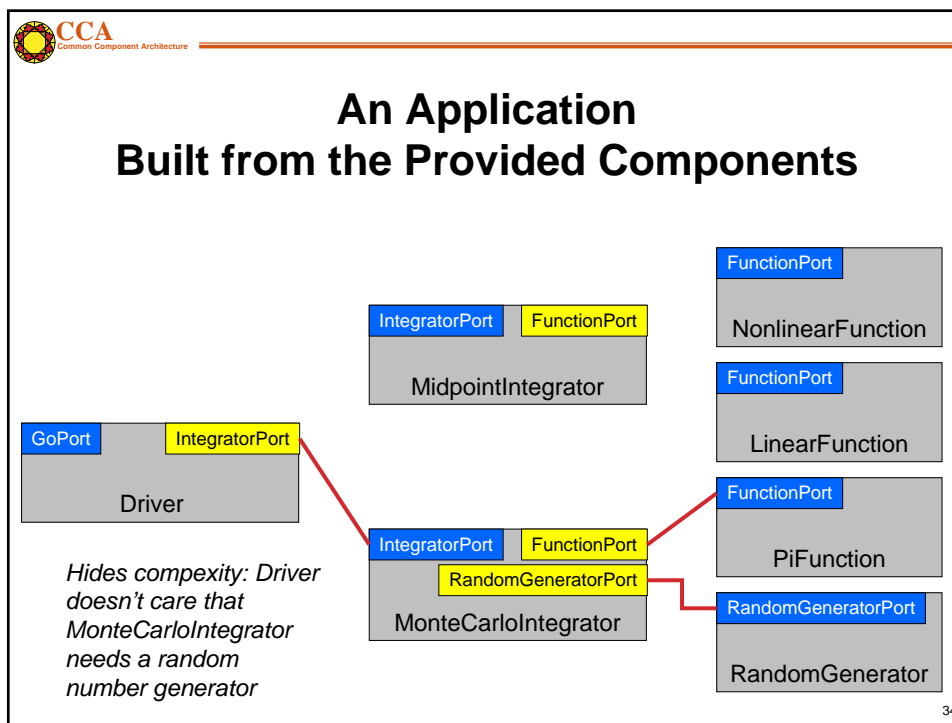 CCA
Common Component Architecture
An Application
Built from the Provided Components
FunctionPort
NonlinearFunction
IntegratorPort FunctionPort
MidpointIntegrator
FunctionPort
LinearFunction
GoPort IntegratorPort
Driver
FunctionPort
PiFunction
IntegratorPort FunctionPort
RandomGeneratorPort
MonteCarloIntegrator
RandomGeneratorPort
RandomGenerator
Hides compexity: Driver
doesn't care that
MonteCarloIntegrator
needs a random
number generator
34